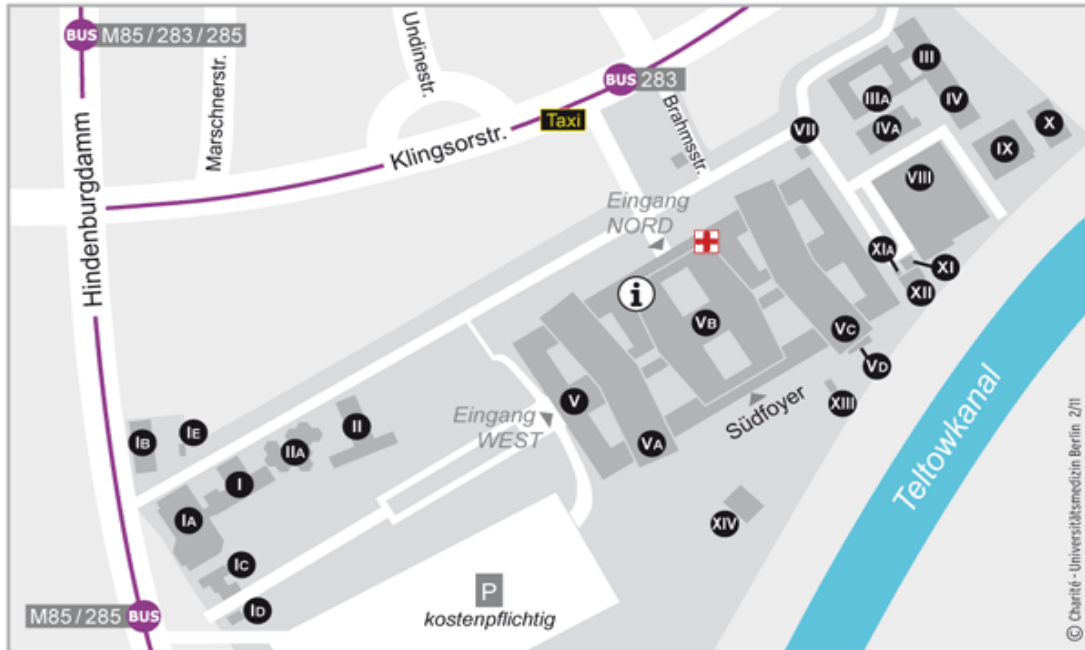 BUS M85 / 283 / 285
Undinestr.
Marschnerstr.
BUS 283
Taxi
Klingsorstr.
Brahmsstr.
Hindenburgdamm
Eingang
NORD
i
Eingang
WEST
Südfoyer
III
IIIA
IV
IVA
VII
X
IX
VIII
XIA
XI
XII
VB
VC
VD
XIII
V
VA
XIV
IB
IE
II
IIA
I
IA
IC
ID
M85 / 285 BUS
P
kostenpflichtig
Teltowkanal
© Charité - Universitätsmedizin Berlin 2/11